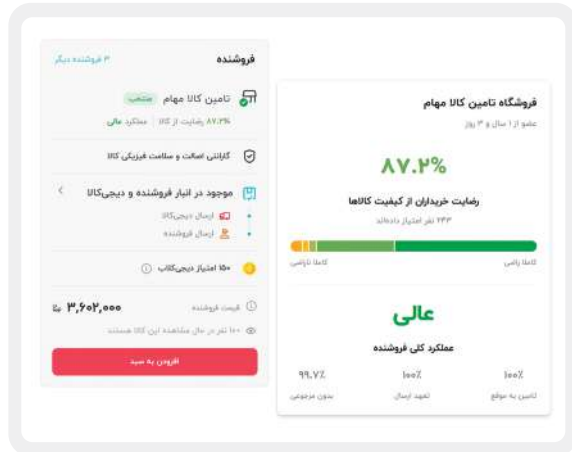 فروشنده
۳ فروشنده دیگر
تامین کالا مهام منتخب
۸۷.۲% رضایت از کالا | عملکرد عالی
گارانتی اصالت و سلامت فیزیکی کالا
موجود در انبار فروشنده و دیجی‌کالا
ارسال دیجی‌کالا
ارسال فروشنده
۱۵۰ امتیاز دیجی‌کلاب
قیمت فروشنده
۳,۶۰۲,۰۰۰
۱۰۰ نفر در حال مشاهده این کالا هستند
افزودن به سبد
فروشگاه تامین کالا مهام
عضو از ۱ سال و ۳ روز
۸۷.۲%
رضایت خریداران از کیفیت کالاها
۲۴۳ نفر امتیاز داده‌اند
کاملا راضی
کاملا ناراضی
عالی
عملکرد کلی فروشنده
۱۰۰٪ ۱۰۰٪ ۹۹.۷٪
تامین به موقع
تعهد ارسال
بدون مرجوعی